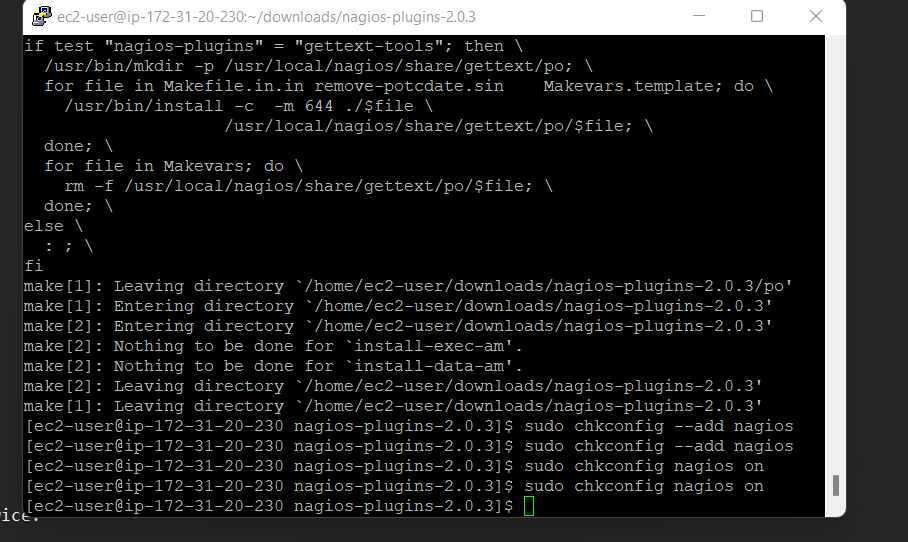 ec2-user@ip-172-31-20-230:~/downloads/nagios-plugins-2.0.3
if test "nagios-plugins" = "gettext-tools"; then \
  /usr/bin/mkdir -p /usr/local/nagios/share/gettext/po; \
  for file in Makefile.in.in remove-potcdate.sin    Makevars.template; do \
    /usr/bin/install -c  -m 644 ./$file \
                    /usr/local/nagios/share/gettext/po/$file; \
  done; \
  for file in Makevars; do \
    rm -f /usr/local/nagios/share/gettext/po/$file; \
  done; \
else \
  : ; \
fi
make[1]: Leaving directory `/home/ec2-user/downloads/nagios-plugins-2.0.3/po'
make[1]: Entering directory `/home/ec2-user/downloads/nagios-plugins-2.0.3'
make[2]: Entering directory `/home/ec2-user/downloads/nagios-plugins-2.0.3'
make[2]: Nothing to be done for `install-exec-am'.
make[2]: Nothing to be done for `install-data-am'.
make[2]: Leaving directory `/home/ec2-user/downloads/nagios-plugins-2.0.3'
make[1]: Leaving directory `/home/ec2-user/downloads/nagios-plugins-2.0.3'
[ec2-user@ip-172-31-20-230 nagios-plugins-2.0.3]$ sudo chkconfig --add nagios
[ec2-user@ip-172-31-20-230 nagios-plugins-2.0.3]$ sudo chkconfig --add nagios
[ec2-user@ip-172-31-20-230 nagios-plugins-2.0.3]$ sudo chkconfig nagios on
[ec2-user@ip-172-31-20-230 nagios-plugins-2.0.3]$ sudo chkconfig nagios on
[ec2-user@ip-172-31-20-230 nagios-plugins-2.0.3]$